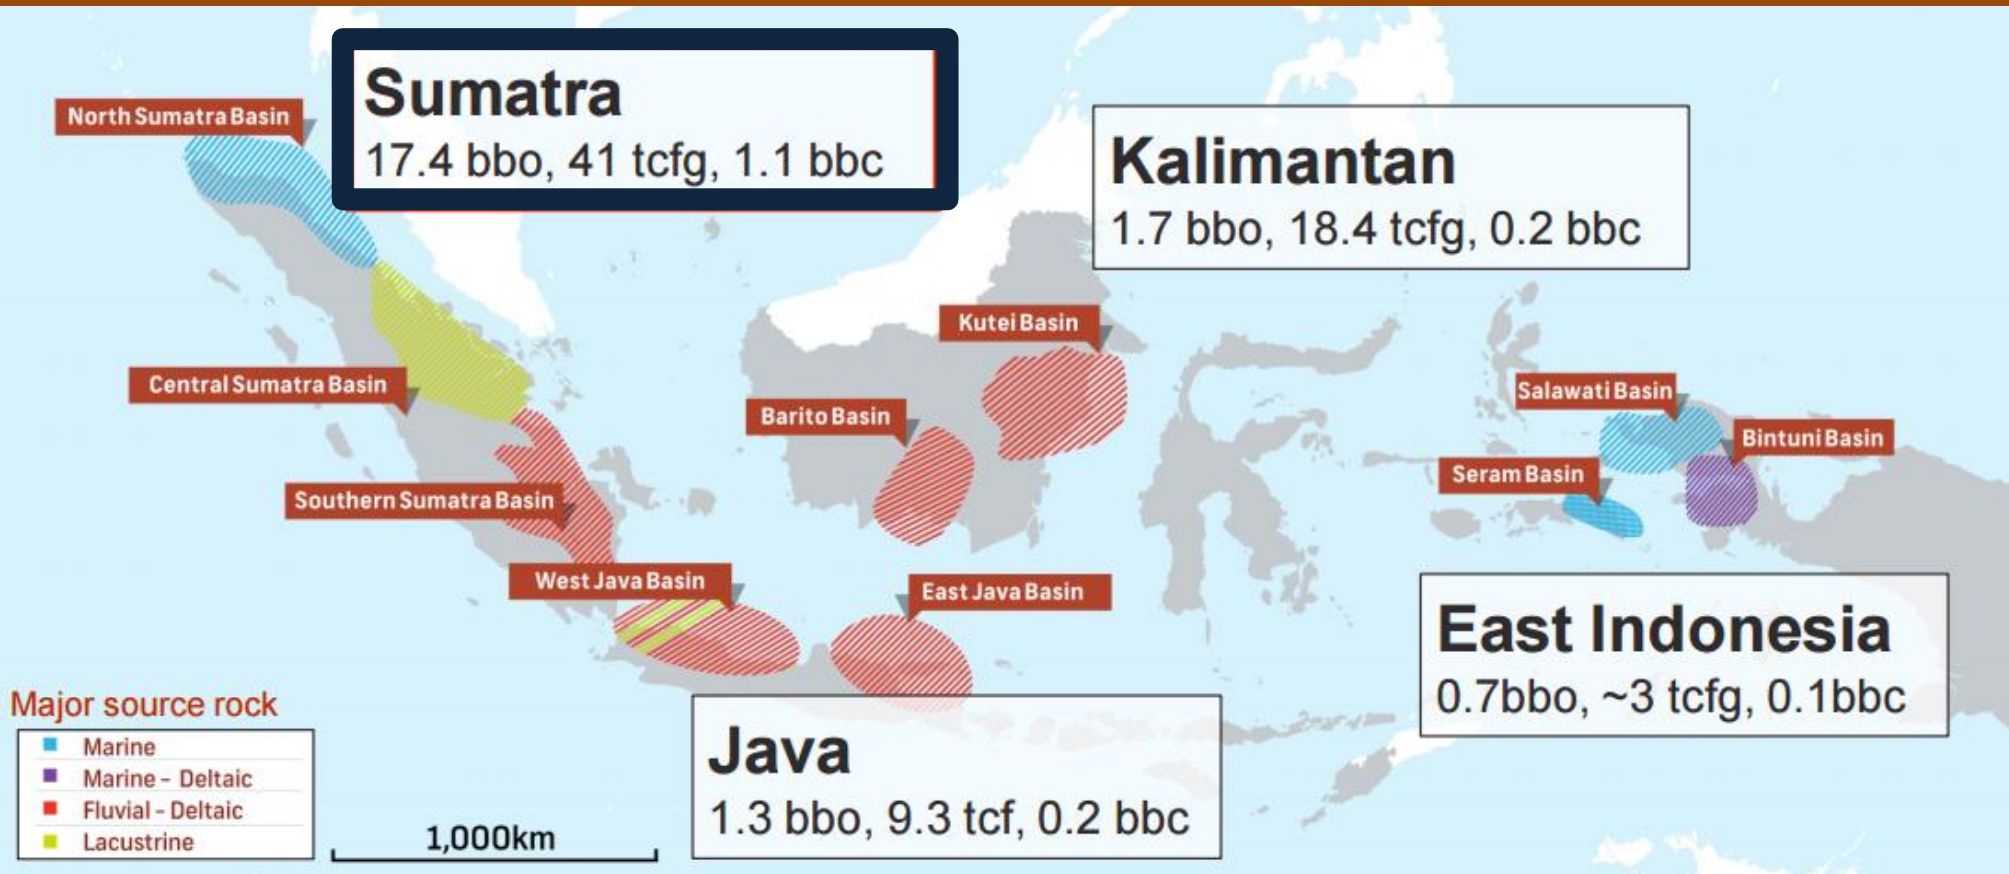 Sumatra
17.4 bbo, 41 tcfg, 1.1 bbc
North Sumatra Basin
Kalimantan
1.7 bbo, 18.4 tcfg, 0.2 bbc
Kutei Basin
Central Sumatra Basin
Barito Basin
Salawati Basin
Bintuni Basin
Seram Basin
Southern Sumatra Basin
West Java Basin
East Java Basin
East Indonesia
0.7bbo, ~3 tcfg, 0.1bbc
Major source rock
Marine
Marine - Deltaic
Fluvial - Deltaic
Lacustrine
1,000km
Java
1.3 bbo, 9.3 tcf, 0.2 bbc